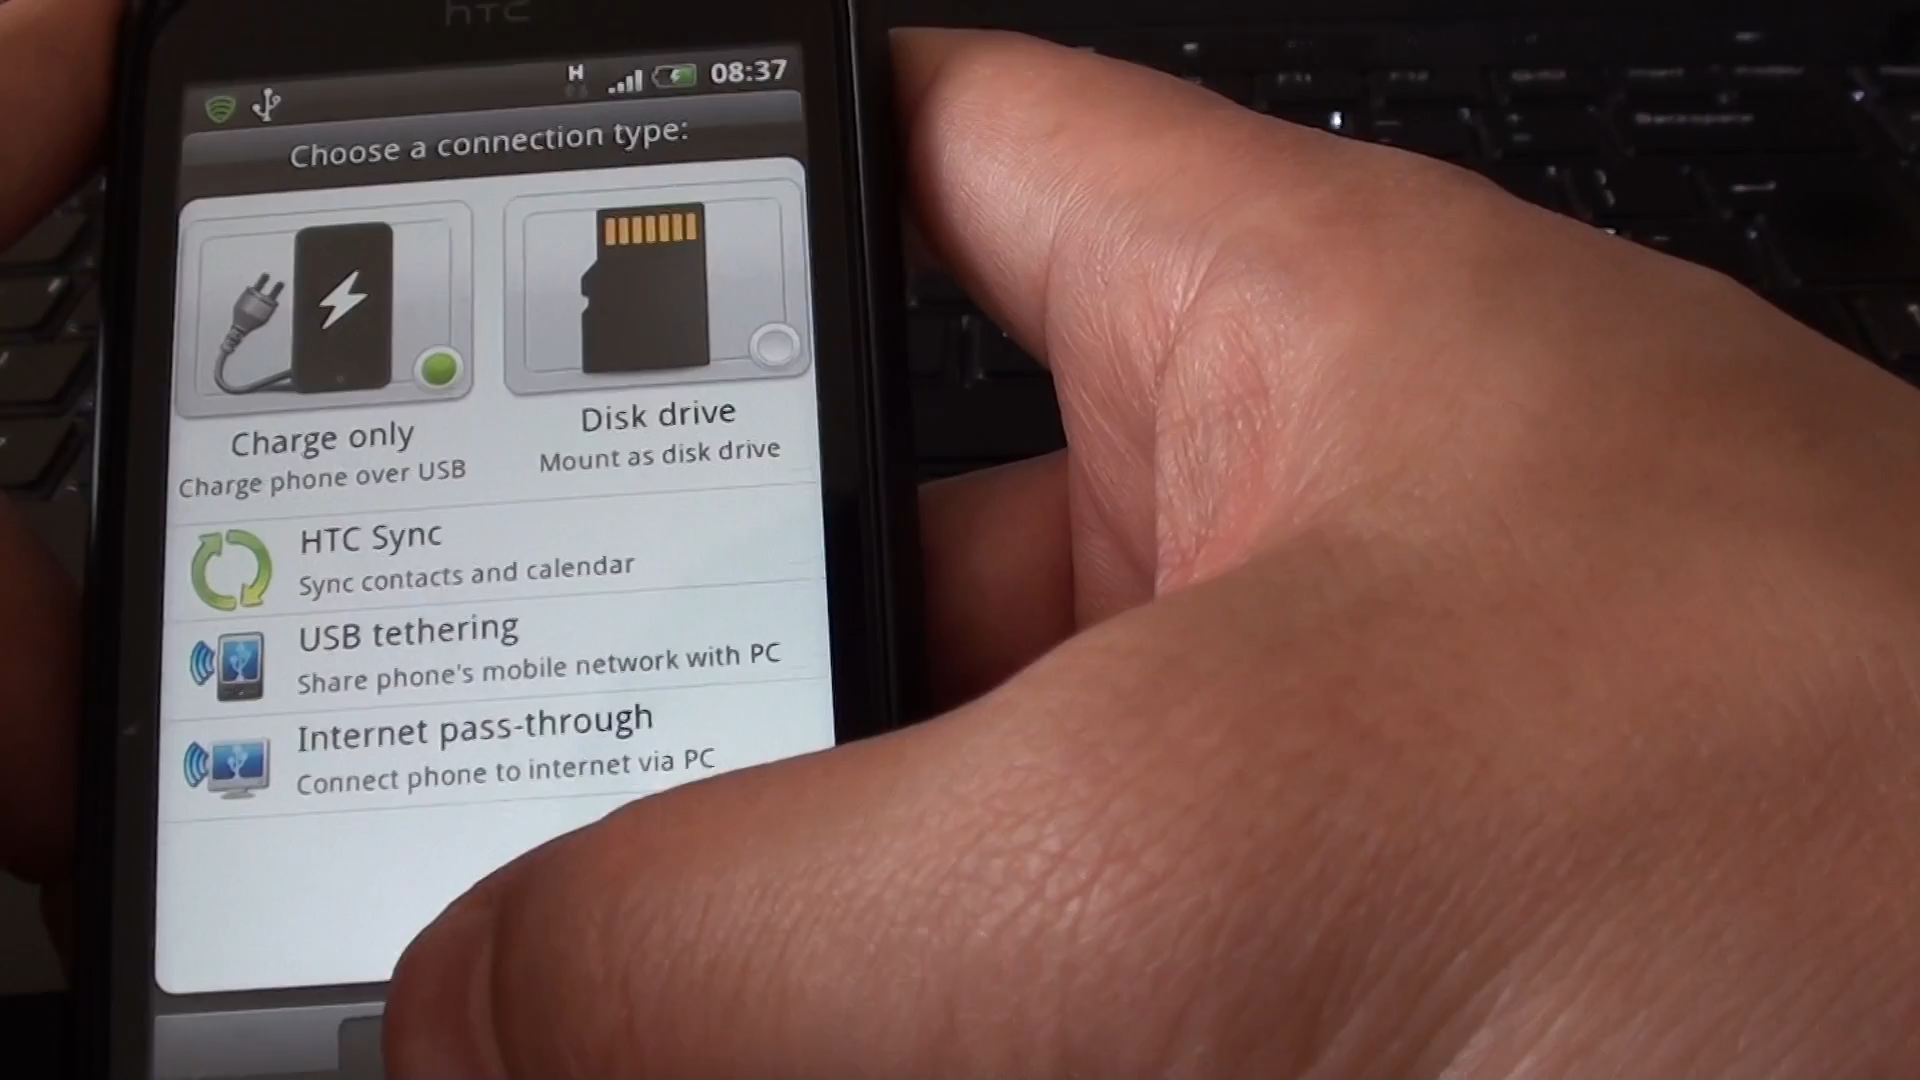 hTC
H
08:37
Choose a connection type:
Charge only
Charge phone over USB
Disk drive
Mount as disk drive
HTC Sync
Sync contacts and calendar
USB tethering
Share phone's mobile network with PC
Internet pass-through
Connect phone to internet via PC
Backspace